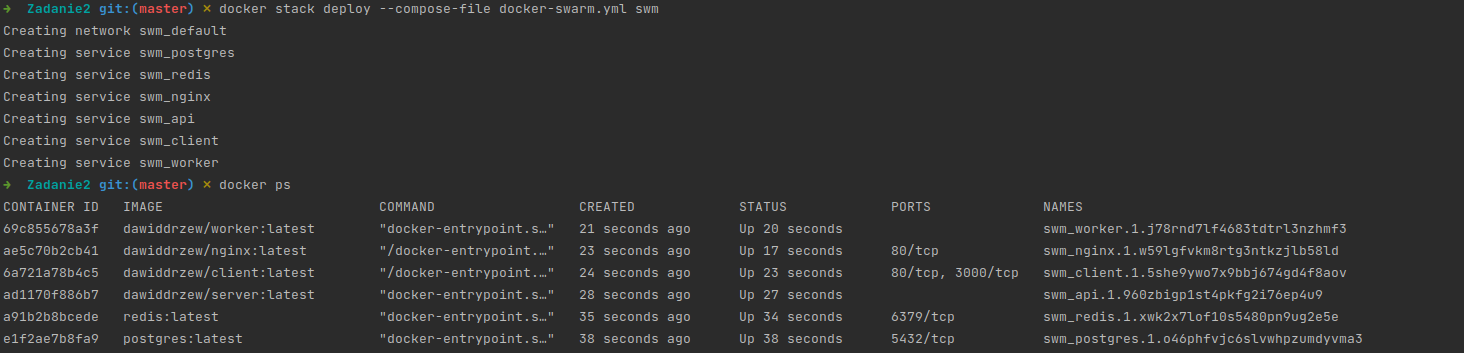 ➜  Zadanie2 git:(master) ✗ docker stack deploy --compose-file docker-swarm.yml swm
Creating network swm_default
Creating service swm_postgres
Creating service swm_redis
Creating service swm_nginx
Creating service swm_api
Creating service swm_client
Creating service swm_worker
➜  Zadanie2 git:(master) ✗ docker ps
CONTAINER ID   IMAGE                           COMMAND                  CREATED             STATUS             PORTS              NAMES
69c855678a3f   dawiddrzew/worker:latest        "docker-entrypoint.s…"   21 seconds ago      Up 20 seconds                         swm_worker.1.j78rnd7lf4683tdtrl3nzhmf3
ae5c70b2cb41   dawiddrzew/nginx:latest         "/docker-entrypoint.…"   23 seconds ago      Up 17 seconds      80/tcp             swm_nginx.1.w59lgfvkm8rtg3ntkzjlb58ld
6a721a78b4c5   dawiddrzew/client:latest        "/docker-entrypoint.…"   24 seconds ago      Up 23 seconds      80/tcp, 3000/tcp   swm_client.1.5she9ywo7x9bbj674gd4f8aov
ad1170f886b7   dawiddrzew/server:latest        "docker-entrypoint.s…"   28 seconds ago      Up 27 seconds                         swm_api.1.960zbigp1st4pkfg2i76ep4u9
a91b2b8bcede   redis:latest                    "docker-entrypoint.s…"   35 seconds ago      Up 34 seconds      6379/tcp           swm_redis.1.xwk2x7lof10s5480pn9ug2e5e
e1f2ae7b8fa9   postgres:latest                 "docker-entrypoint.s…"   38 seconds ago      Up 38 seconds      5432/tcp           swm_postgres.1.o46phfvjc6slvwhpzumdyvma3